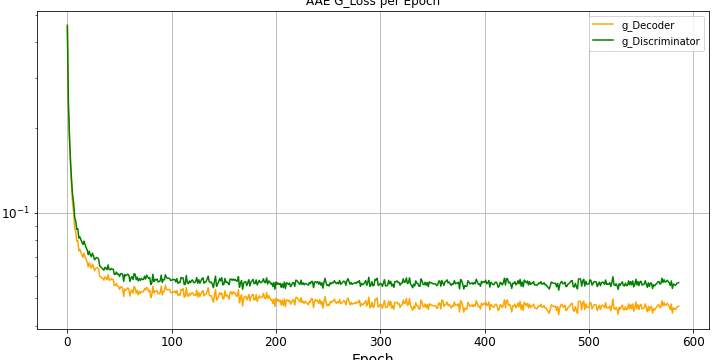 AAE G_Loss per Epoch
g_Decoder
g_Discriminator
10⁻¹
0 100 200 300 400 500 600
Epoch